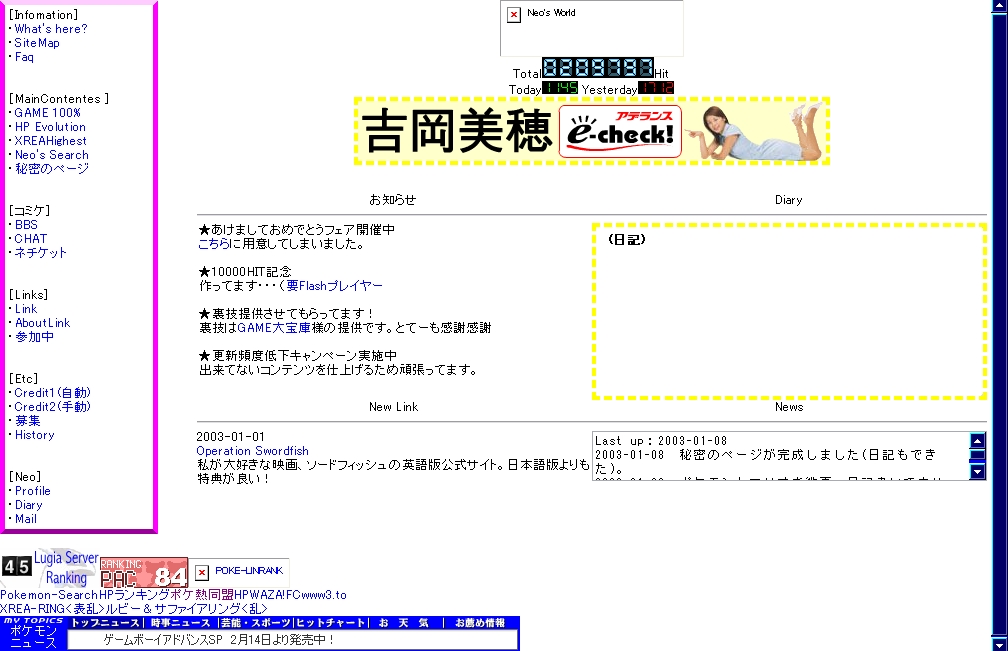 [Infomation]
・What's here?
・SiteMap
・Faq
[MainContentes ]
・GAME 100%
・HP Evolution
・XREAHighest
・Neo's Search
・秘密のページ
[コミケ]
・BBS
・CHAT
・ネチケット
[Links]
・Link
・AboutLink
・参加中
[Etc]
・Credit1(自動)
・Credit2(手動)
・募集
・History
[Neo]
・Profile
・Diary
・Mail
Neo's World
Total Hit
Today 1145 Yesterday 1712
吉岡美穂 アデランス e-check!
お知らせ
★あけましておめでとうフェア開催中
こちらに用意してしまいました。
★10000HIT記念
作ってます・・・(要Flashプレイヤー
★裏技提供させてもらってます！
裏技はGAME大宝庫様の提供です。とてーも感謝感謝
★更新頻度低下キャンペーン実施中
出来てないコンテンツを仕上げるため頑張ってます。
Diary
(日記)
New Link
2003-01-01
Operation Swordfish
私が大好きな映画、ソードフィッシュの英語版公式サイト。日本語版よりも
特典が良い！
News
Last up：2003-01-08
2003-01-08　秘密のページが完成しました(日記もでき
た)。
45 Lugia Server Ranking RANKING PAC 84 POKE-LINRANK
Pokemon-SearchHPランキングポケ熱同盟HPWAZA!FCwww3.to
XREA-RING<表乱>ルビー＆サファイアリング<乱>
MY TOPICS トップニュース| 時事ニュース |芸能・スポーツ|ヒットチャート| お 天 気 | お薦め情報
ポケモンニュース ゲームボーイアドバンスSP 2月14日より発売中！